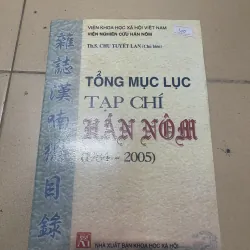 VIỆN KHOA HỌC XÃ HỘI VIỆT NAM
VIỆN NGHIÊN CỨU HÁN NÔM
ThS. CHU TUYẾT LAN (Chủ biên)
TỔNG MỤC LỤC
TẠP CHÍ
HÁN NÔM
(1984 - 2005)
雜誌漢喃總目錄
NHÀ XUẤT BẢN KHOA HỌC XÃ HỘI